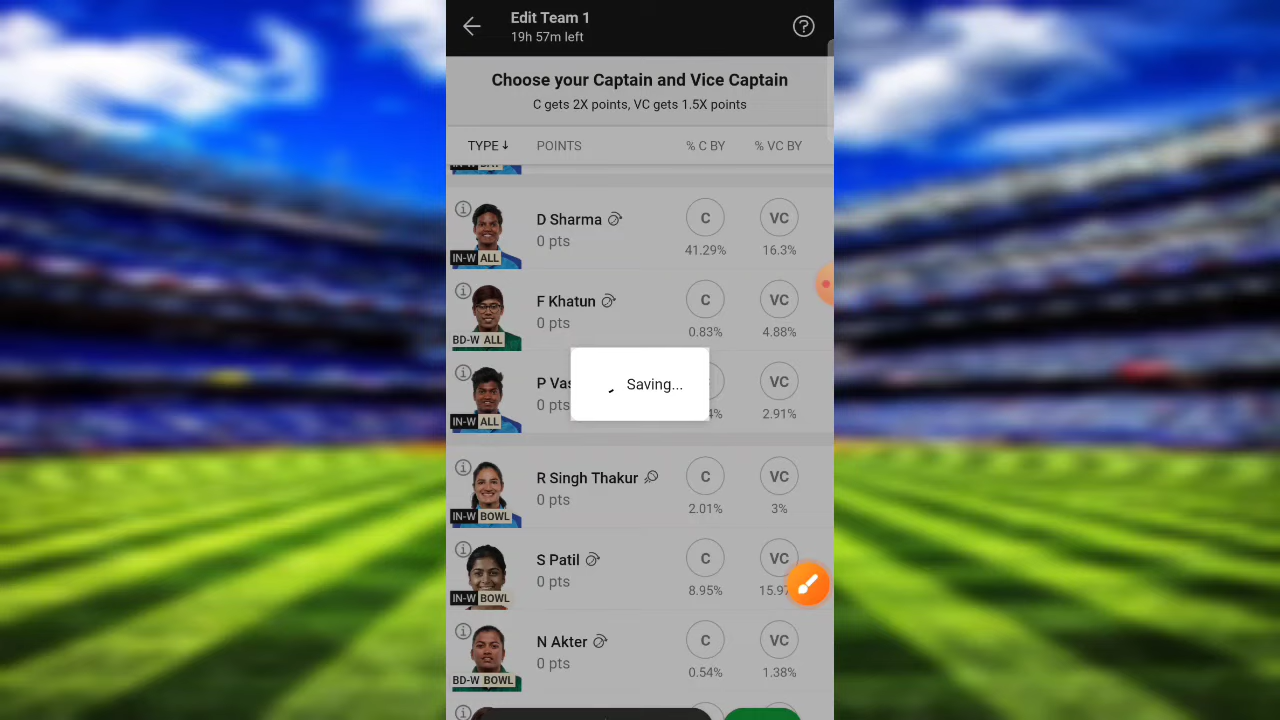 Edit Team 1
19h 57m left
Choose your Captain and Vice Captain
C gets 2X points, VC gets 1.5X points
TYPE POINTS % C BY % VC BY
D Sharma C VC
0 pts
41.29% 16.3%
IN-W ALL
F Khatun C VC
0 pts
0.83% 4.88%
BD-W ALL
P Vas VC
Saving...
0 pts 4% 2.91%
IN-W ALL
R Singh Thakur C VC
0 pts
2.01% 3%
IN-W BOWL
S Patil C VC
0 pts
8.95% 15.97
IN-W BOWL
N Akter C VC
0 pts
0.54% 1.38%
BD-W BOWL